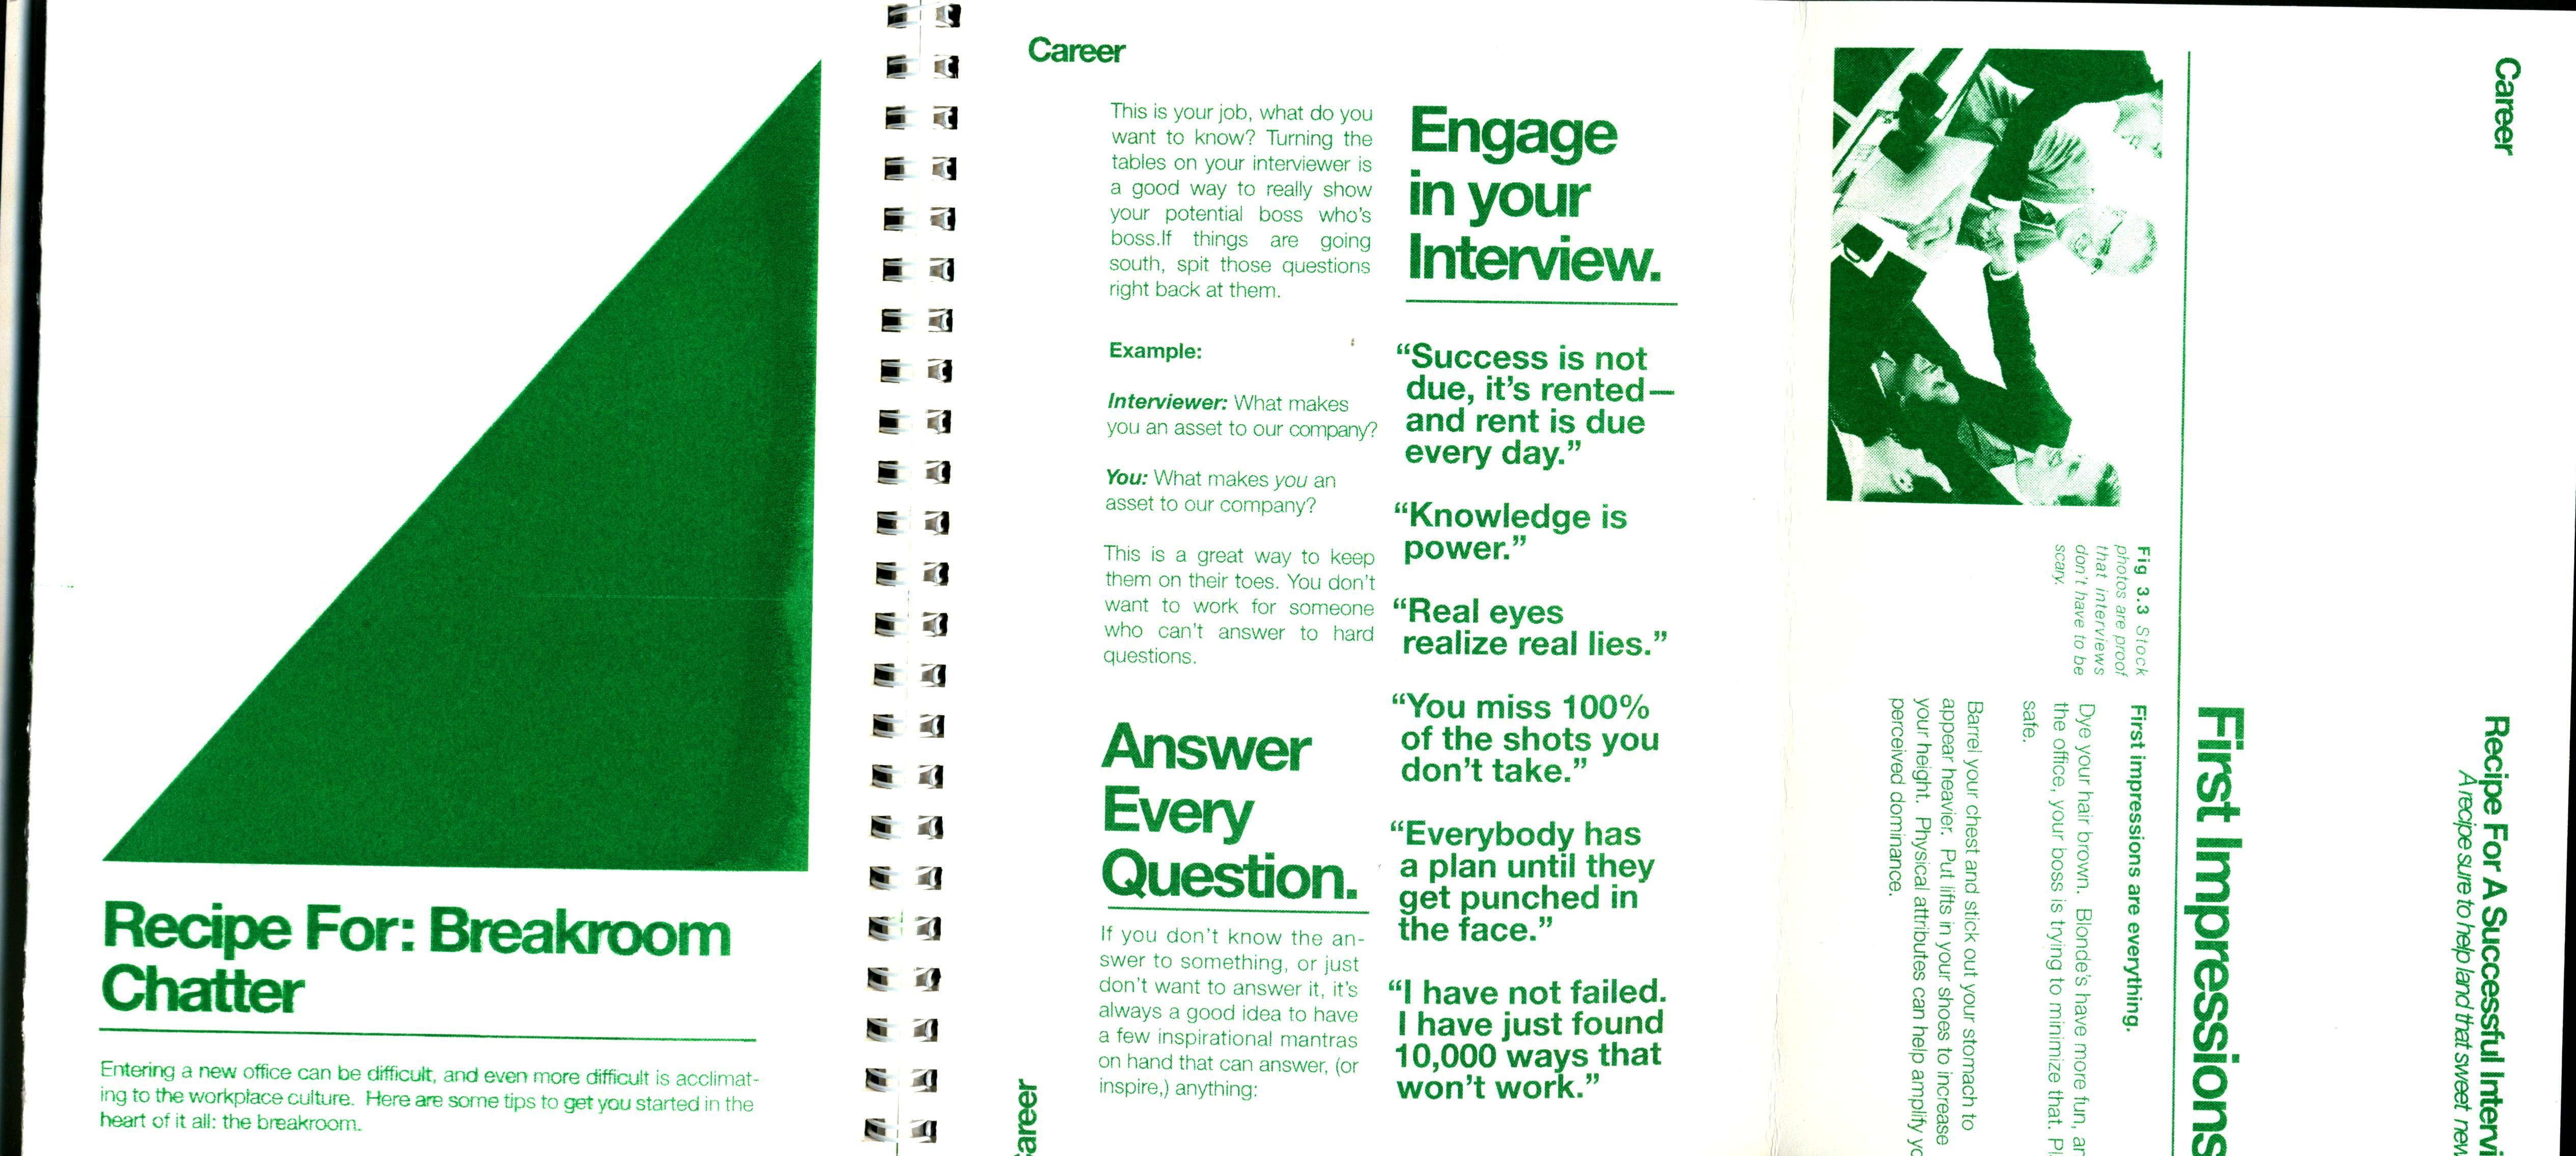 Recipe For: Breakroom
Chatter
Entering a new office can be difficult, and even more difficult is acclimat-
ing to the workplace culture. Here are some tips to get you started in the
heart of it all: the breakroom.
Career
This is your job, what do you
want to know? Turning the
tables on your interviewer is
a good way to really show
your potential boss who's
boss.If things are going
south, spit those questions
right back at them.
Example:
Interviewer: What makes
you an asset to our company?
You: What makes you an
asset to our company?
This is a great way to keep
them on their toes. You don't
want to work for someone
who can't answer to hard
questions.
Answer
Every
Question.
If you don't know the an-
swer to something, or just
don't want to answer it, it's
always a good idea to have
a few inspirational mantras
on hand that can answer, (or
inspire,) anything:
Engage
in your
Interview.
“Success is not
due, it's rented—
and rent is due
every day.”
“Knowledge is
power.”
“Real eyes
realize real lies.”
“You miss 100%
of the shots you
don't take.”
“Everybody has
a plan until they
get punched in
the face.”
“I have not failed.
I have just found
10,000 ways that
won't work.”
areer
Career
Recipe For A Successful Intervi
A recipe sure to help land that sweet new
First Impressions
Fig 3.3 Stock
photos are proof
that interviews
don't have to be
scary.
First impressions are everything.
Dye your hair brown. Blonde's have more fun, ar
the office, your boss is trying to minimize that. Pl
safe.
Barrel your chest and stick out your stomach to
appear heavier. Put lifts in your shoes to increase
your height. Physical attributes can help amplify yo
perceived dominance.